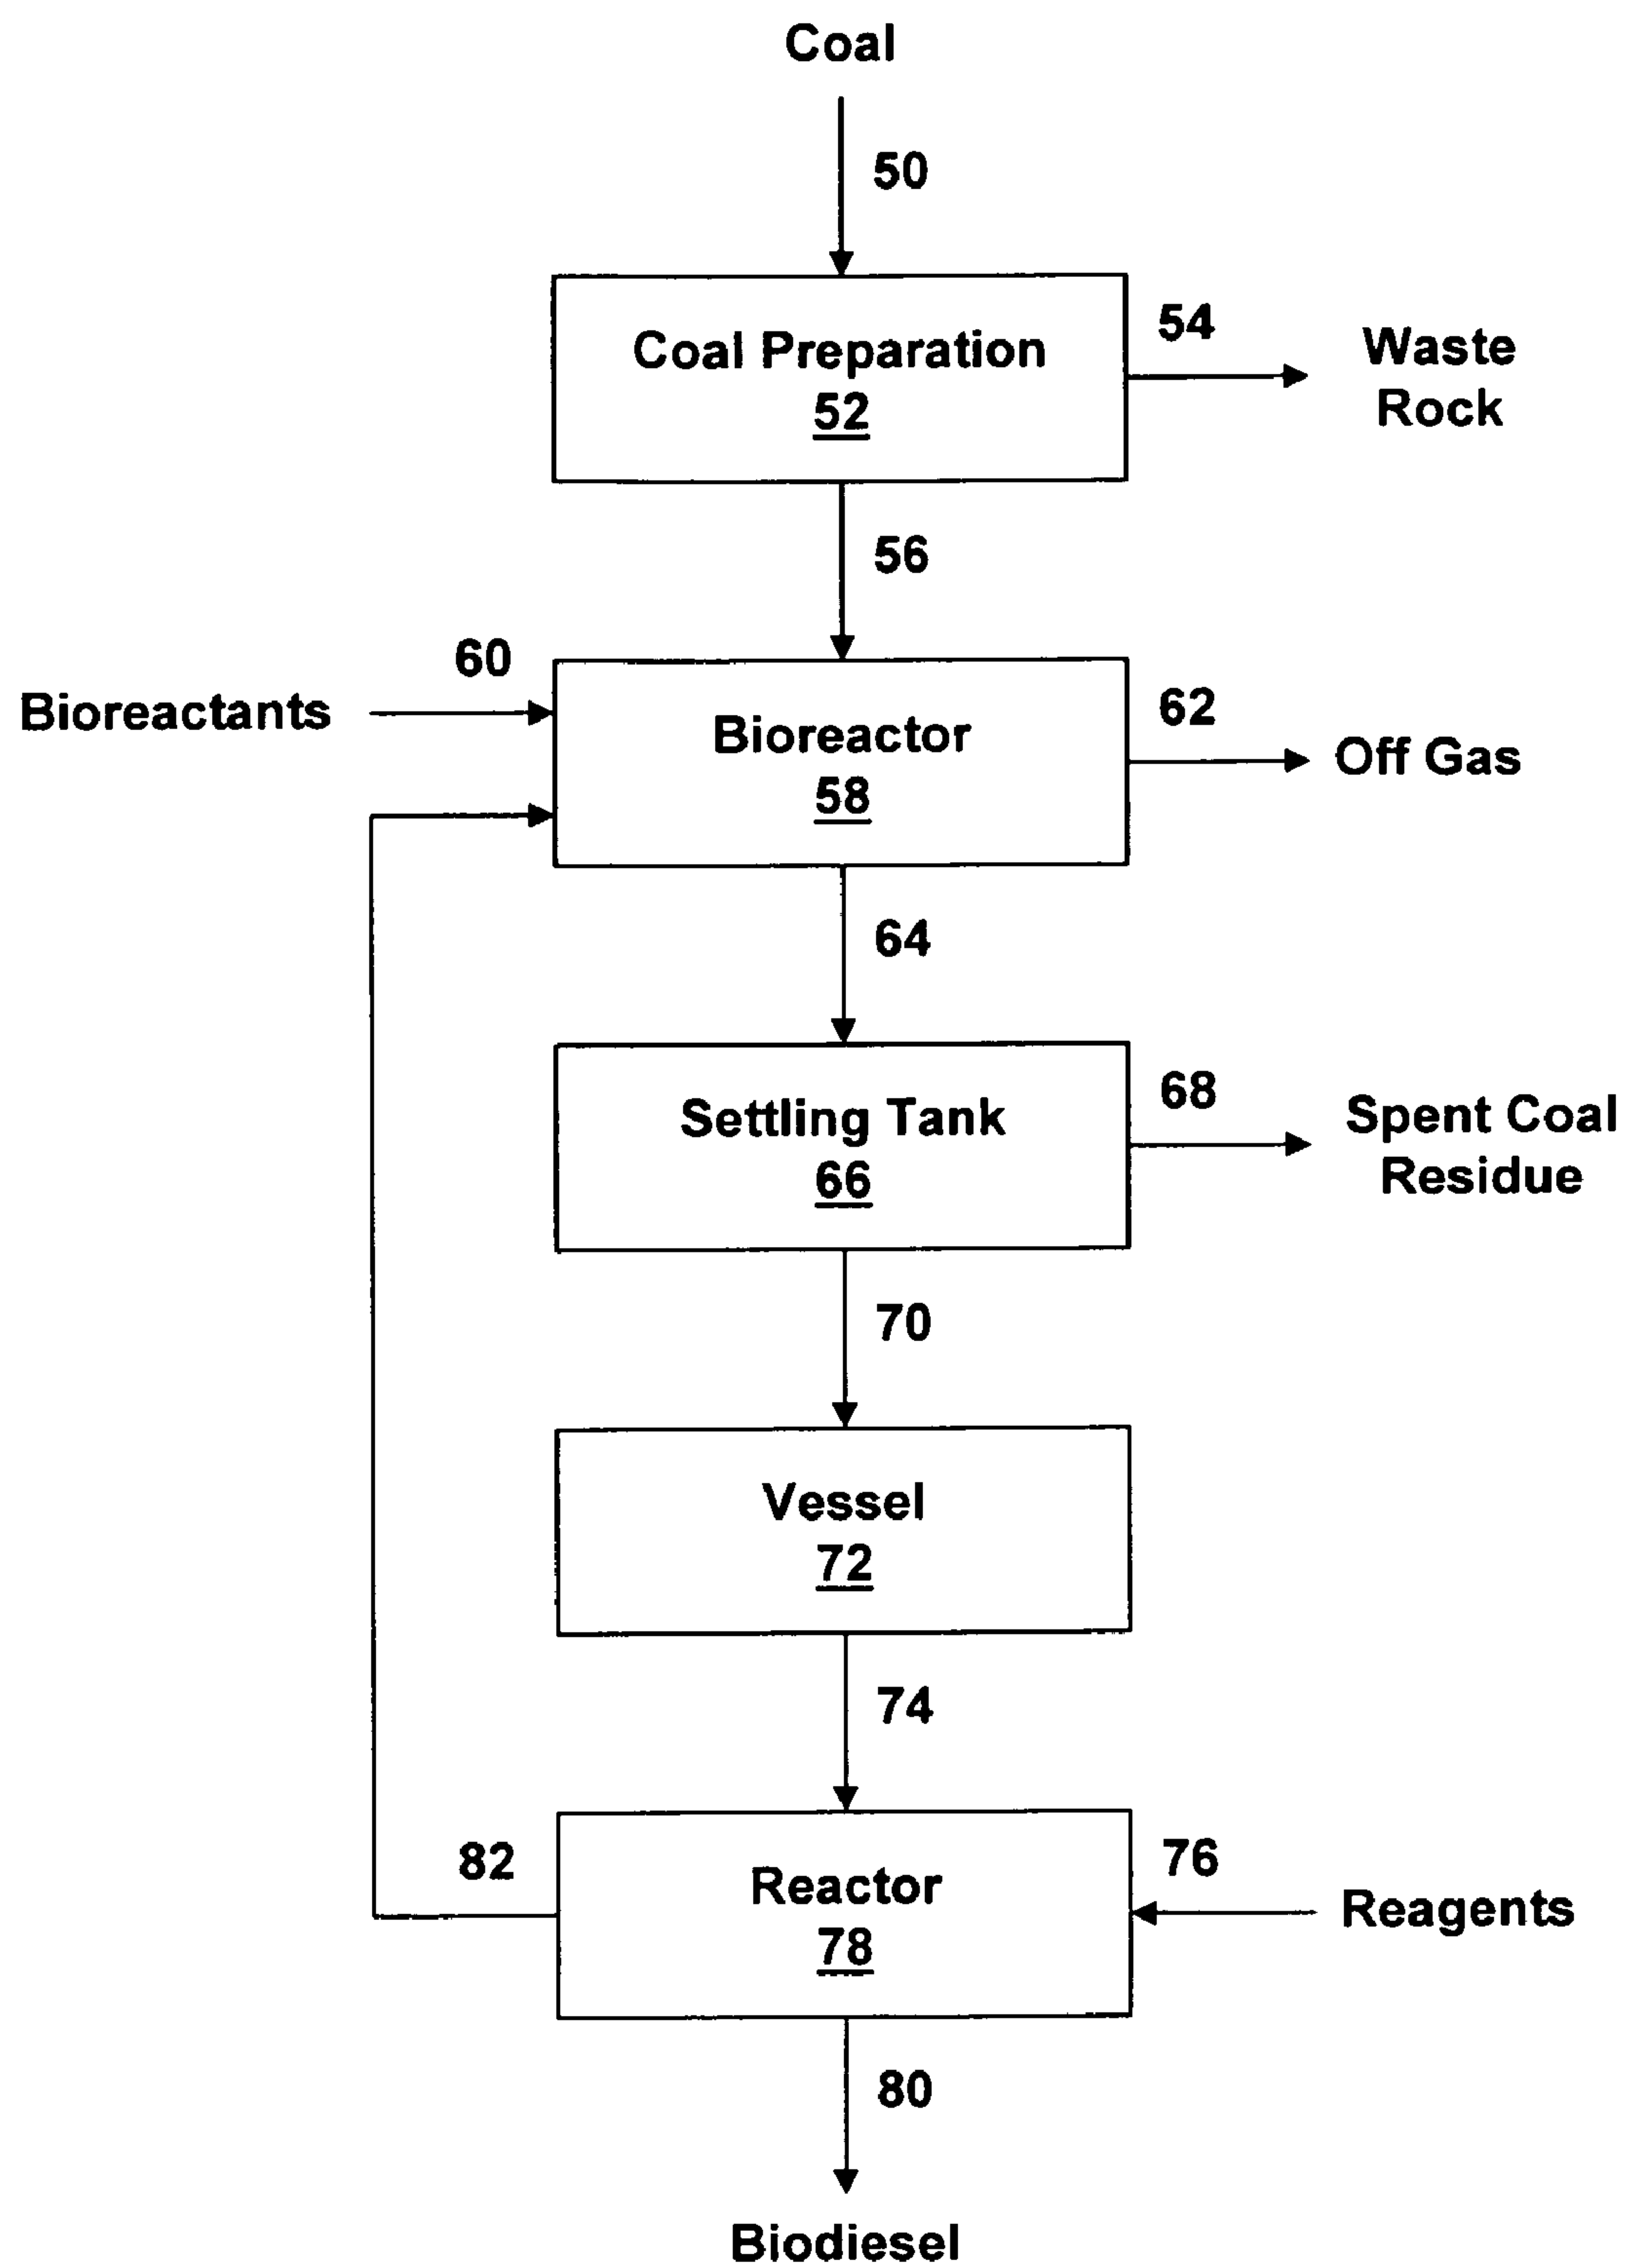 Coal
50
Coal Preparation
52
54
Waste
Rock
56
60
Bioreactants
Bioreactor
58
62
Off Gas
64
Settling Tank
66
68
Spent Coal
Residue
70
Vessel
72
74
82
Reactor
78
76
Reagents
80
Biodiesel